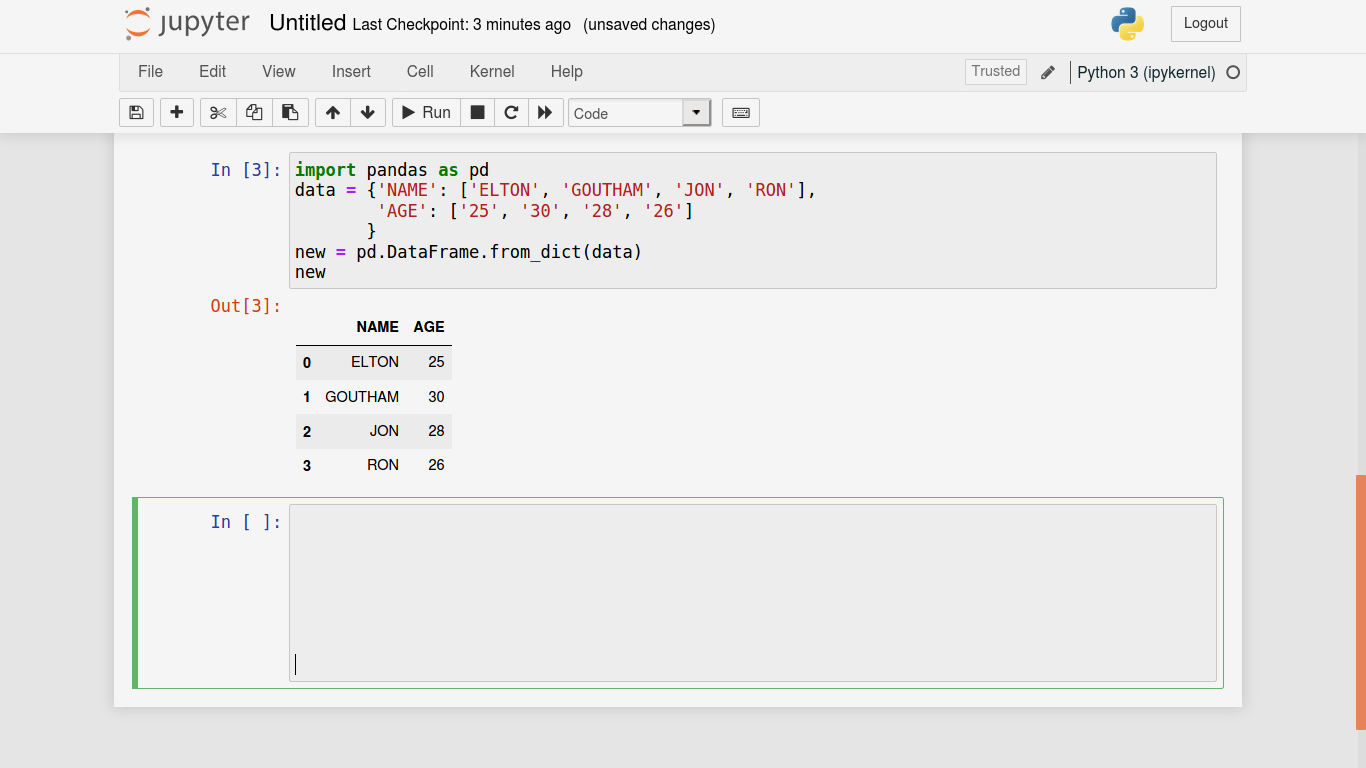 jupyter Untitled Last Checkpoint: 3 minutes ago (unsaved changes) Logout
File Edit View Insert Cell Kernel Help Trusted Python 3 (ipykernel)
Run Code
In [3]: import pandas as pd
data = {'NAME': ['ELTON', 'GOUTHAM', 'JON', 'RON'],
        'AGE': ['25', '30', '28', '26']
       }
new = pd.DataFrame.from_dict(data)
new
Out[3]:
NAME AGE
0 ELTON 25
1 GOUTHAM 30
2 JON 28
3 RON 26
In [ ]: